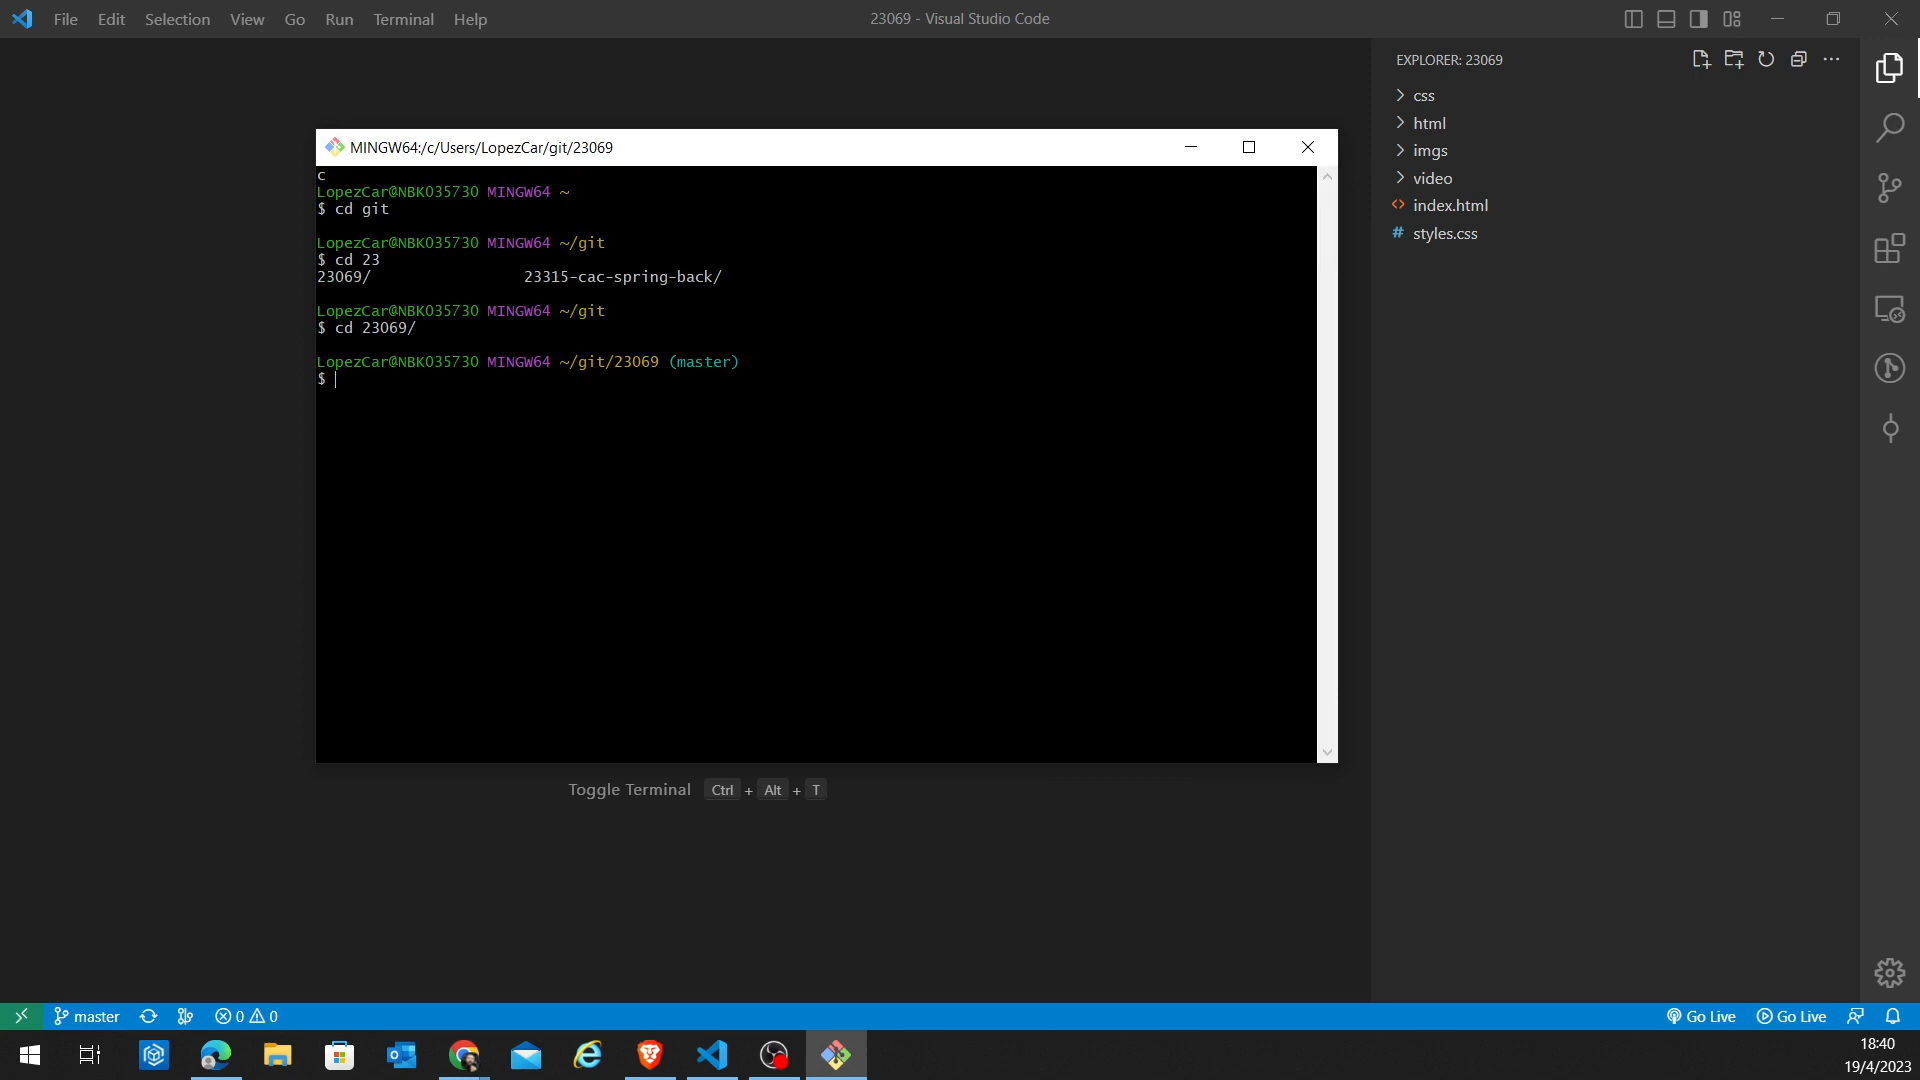 File Edit Selection View Go Run Terminal Help
23069 - Visual Studio Code
EXPLORER: 23069
css
html
imgs
video
<> index.html
# styles.css
MINGW64:/c/Users/LopezCar/git/23069
c
LopezCar@NBK035730 MINGW64 ~
$ cd git
LopezCar@NBK035730 MINGW64 ~/git
$ cd 23
23069/ 23315-cac-spring-back/
LopezCar@NBK035730 MINGW64 ~/git
$ cd 23069/
LopezCar@NBK035730 MINGW64 ~/git/23069 (master)
$
Toggle Terminal Ctrl + Alt + T
master 0 0
Go Live Go Live
18:40
19/4/2023